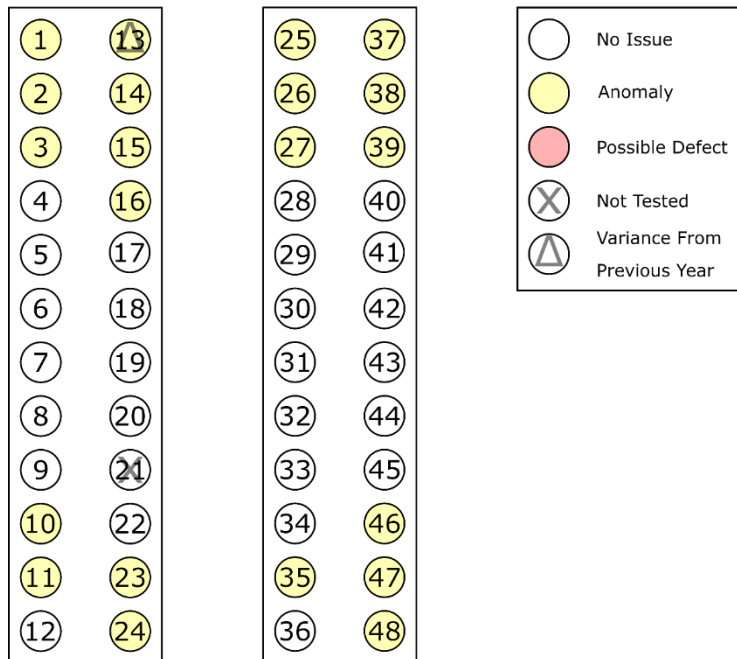 1 13 25 37 No Issue
2 14 26 38 Anomaly
3 15 27 39 Possible Defect
4 16 28 40 X Not Tested
5 17 29 41 Δ Variance From
Previous Year
6 18 30 42
7 19 31 43
8 20 32 44
9 21 33 45
10 22 34 46
11 23 35 47
12 24 36 48